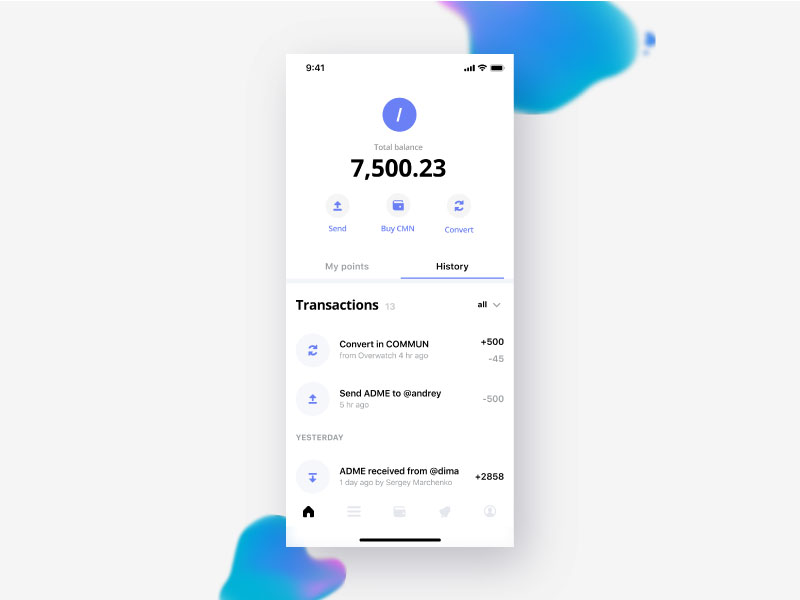 9:41
/
Total balance
7,500.23
Send
Buy CMN
Convert
My points
History
Transactions 13
all
Convert in COMMUN
+500
from Overwatch 4 hr ago
-45
Send ADME to @andrey
-500
5 hr ago
YESTERDAY
ADME received from @dima
+2858
1 day ago by Sergey Marchenko